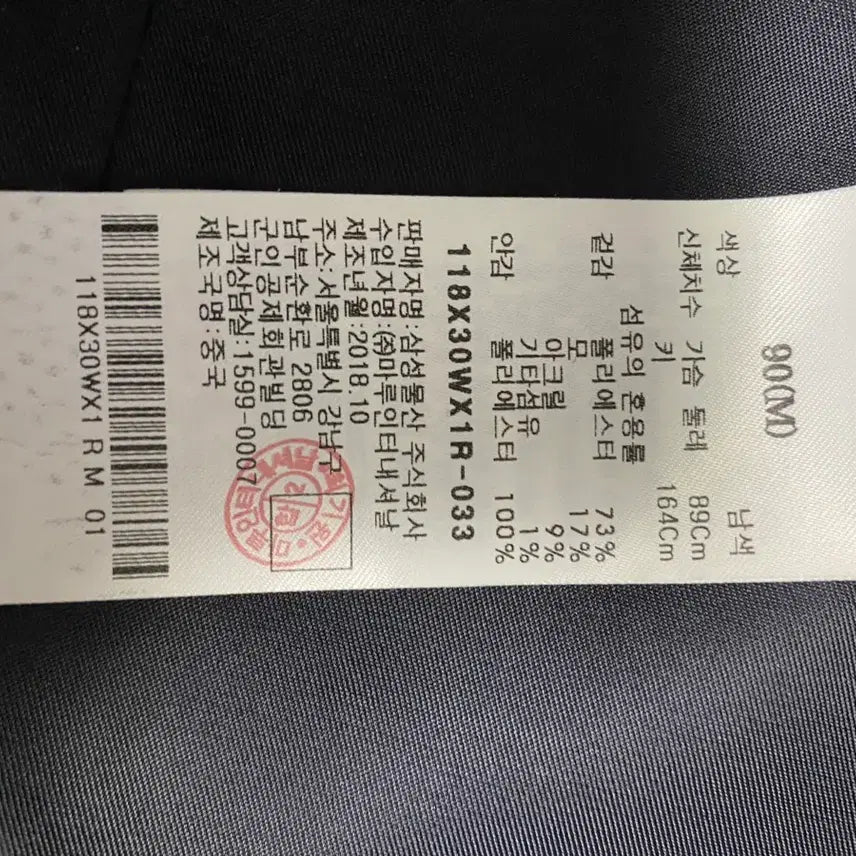 90(M)
색상 남색
신체치수 가슴 둘레 89Cm
키 164Cm
섬유의 혼용률
겉감 폴리에스터 73%
모 17%
아크릴 9%
기타섬유 1%
안감 폴리에스터 100%
118X30WX1R-033
판매자명:삼성물산 주식회사
수입자명:㈜마루인터내셔날
제조년월:2018.10
주소:서울특별시 강남구
남부순환로 2806
군인공제회관빌딩
고객상담실:1599-0007
제조국명:중국
118X30WX1 R M 01